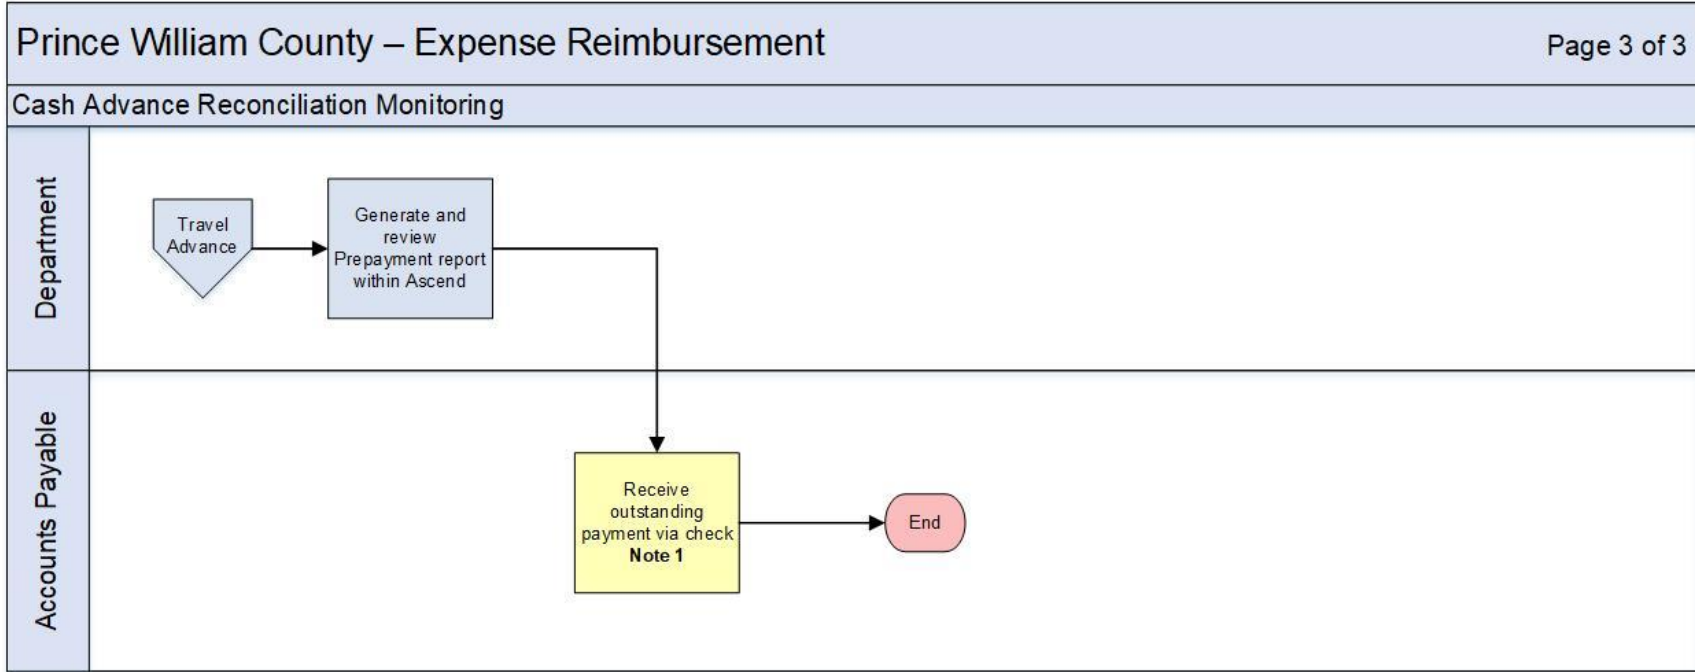 Prince William County – Expense Reimbursement
Page 3 of 3
Cash Advance Reconciliation Monitoring
Department
Travel
Advance
Generate and
review
Prepayment report
within Ascend
Accounts Payable
Receive
outstanding
payment via check
Note 1
End